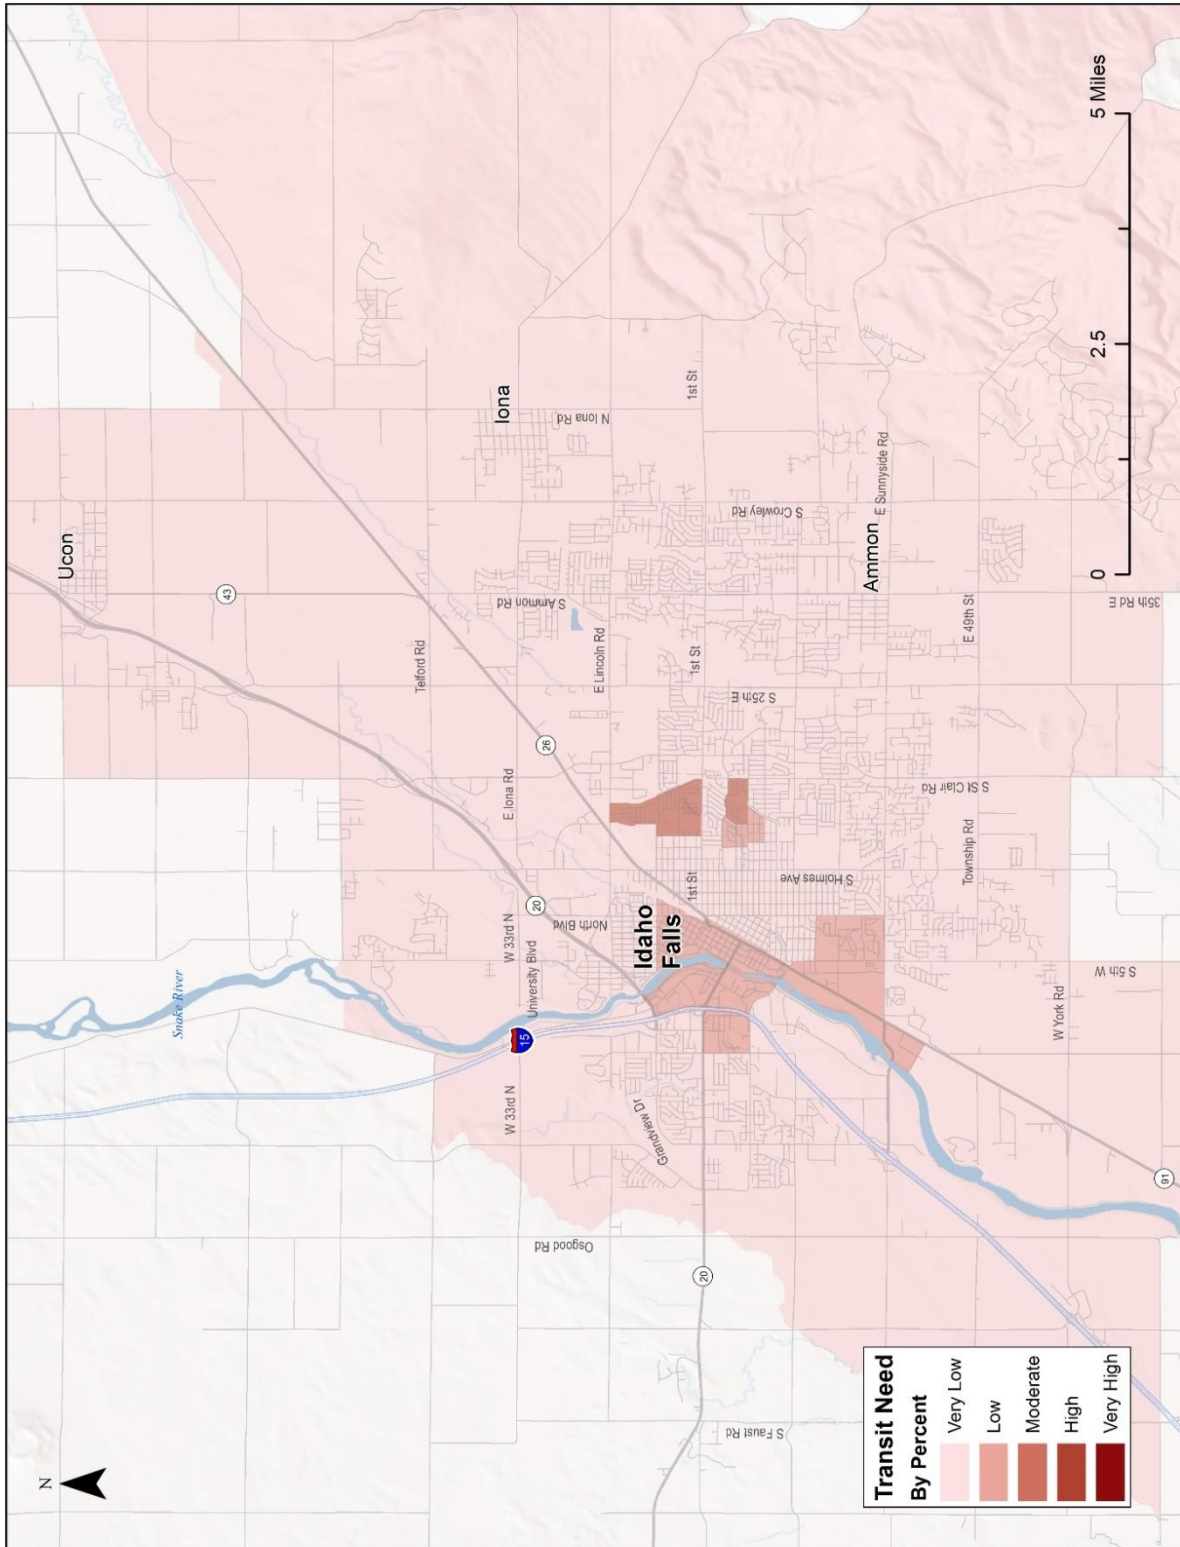 N
Ucon
Snake River
43
Telford Rd
Iona
W 33rd N
W 33rd N
E Iona Rd
15
University Blvd
20
S Ammon Rd
26
Osgood Rd
North Blvd
N Iona Rd
E Lincoln Rd
Grandview Dr
Idaho
Falls
1st St
1st St
1st St
20
S Faust Rd
S 25th E
S Crowley Rd
S Holmes Ave
Ammon
E Sunnyside Rd
S St Clair Rd
Township Rd
E 49th St
W York Rd
S 5th W
35th Rd E
91
Transit Need
By Percent
Very Low
Low
Moderate
High
Very High
0
2.5
5 Miles